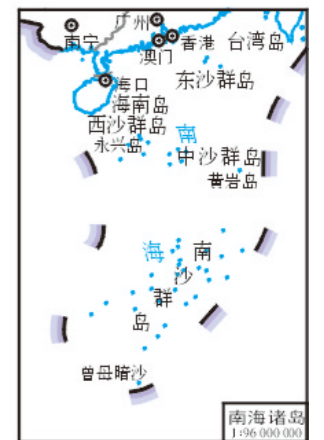 广州
南宁
香港
台湾岛
澳门
海口
东沙群岛
海南岛
西沙群岛
南
永兴岛
中沙群岛
黄岩岛
海
南
沙
群
岛
曾母暗沙
南海诸岛
1:96 000 000